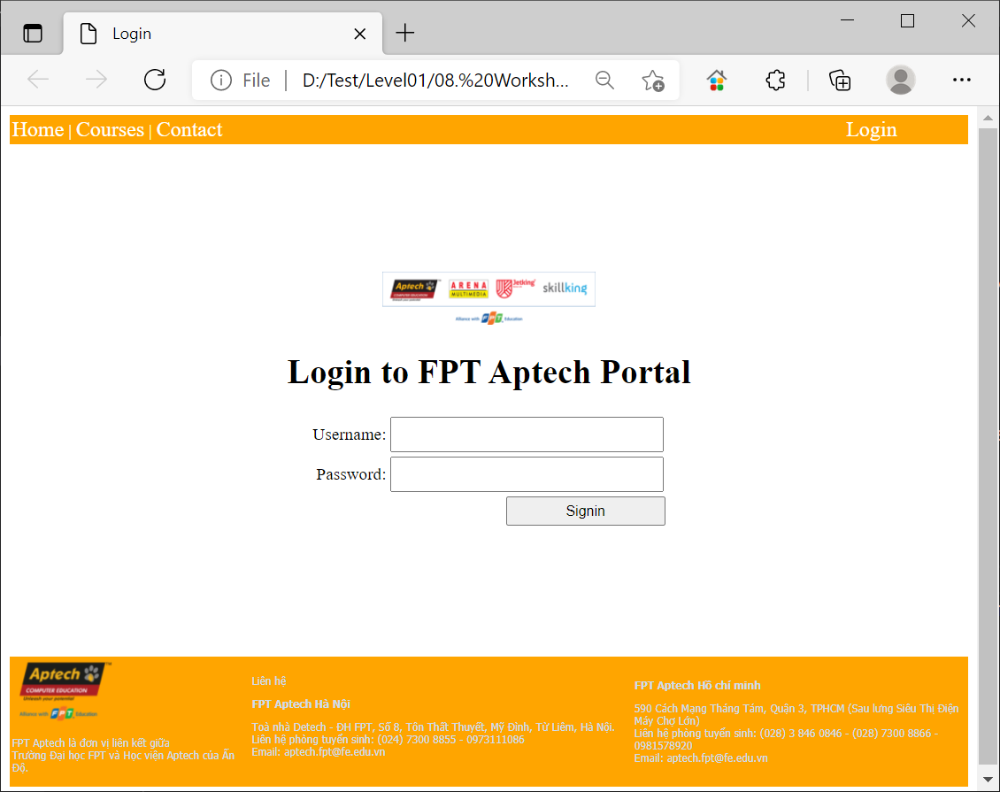 Login
File
D:/Test/Level01/08.%20Worksh...
Home | Courses | Contact
Login
Aptech
COMPUTER EDUCATION
Unleash your potential
ARENA
MULTIMEDIA
Jetking
skillking
Alliance with FPT Education
Login to FPT Aptech Portal
Username:
Password:
Signin
Aptech
COMPUTER EDUCATION
Unleash your potential
Alliance with FPT Education
FPT Aptech là đơn vị liên kết giữa
Trường Đại học FPT và Học viện Aptech của Ấn
Độ.
Liên hệ
FPT Aptech Hà Nội
Toà nhà Detech - ĐH FPT, Số 8, Tôn Thất Thuyết, Mỹ Đình, Từ Liêm, Hà Nội.
Liên hệ phòng tuyển sinh: (024) 7300 8855 - 0973111086
Email: aptech.fpt@fe.edu.vn
FPT Aptech Hồ chí minh
590 Cách Mạng Tháng Tám, Quận 3, TPHCM (Sau lưng Siêu Thị Điện
Máy Chợ Lớn)
Liên hệ phòng tuyển sinh: (028) 3 846 0846 - (028) 7300 8866 -
0981578920
Email: aptech.fpt@fe.edu.vn